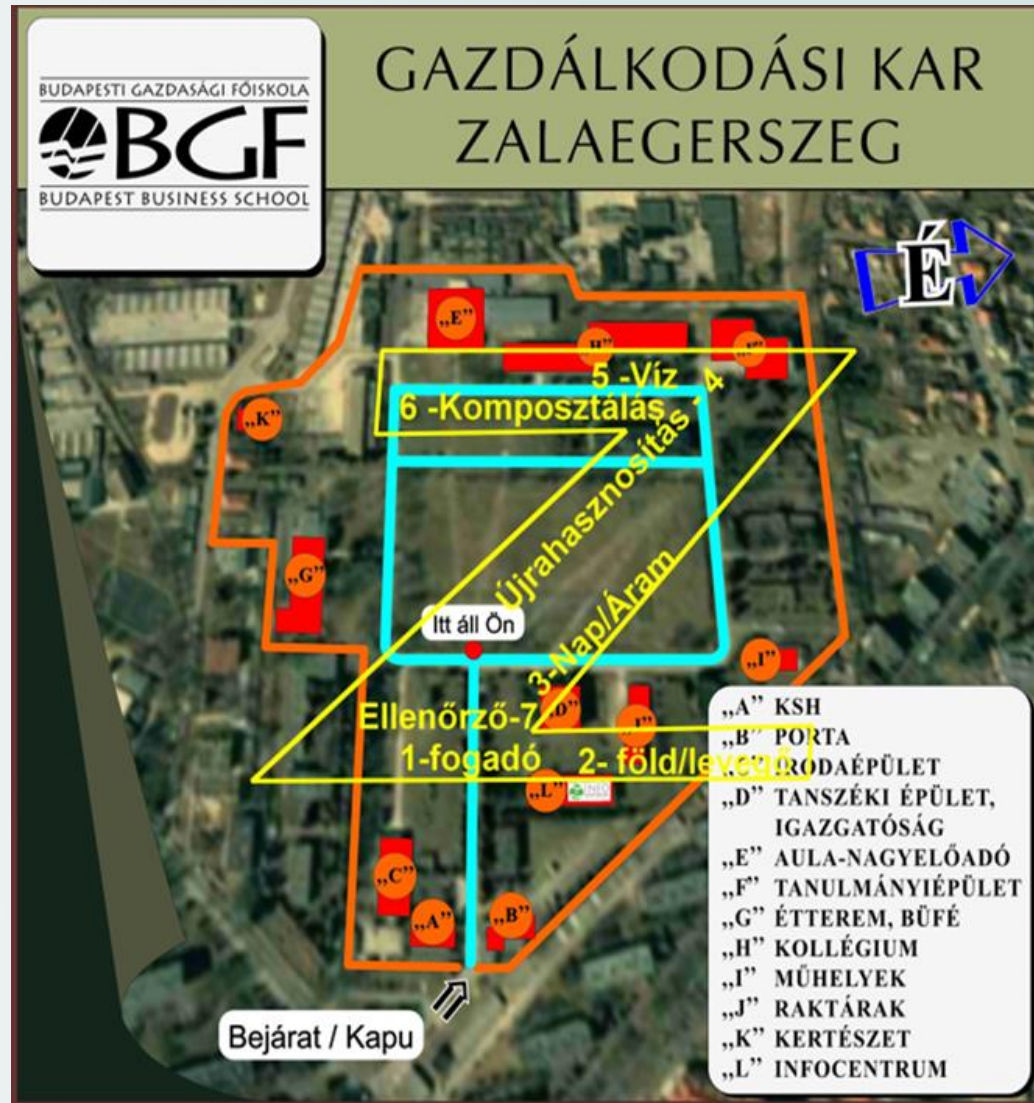 BUDAPESTI GAZDASÁGI FŐISKOLA
BGF
BUDAPEST BUSINESS SCHOOL
GAZDÁLKODÁSI KAR
ZALAEGERSZEG
É
„E”
„H”
„K”
5 -Víz
6 -Komposztálás
Újrahasznosítás - 4
„G”
Itt áll Ön
3-Nap/Áram
„I”
„D”
„J”
Ellenőrző-7
1-fogadó
2- föld/levegő
„L”
„C”
„A”
„B”
Bejárat / Kapu
„A” KSH
„B” PORTA
„C” IRODAÉPÜLET
„D” TANSZÉKI ÉPÜLET,
IGAZGATÓSÁG
„E” AULA-NAGYELŐADÓ
„F” TANULMÁNYIÉPÜLET
„G” ÉTTEREM, BÜFÉ
„H” KOLLÉGIUM
„I” MŰHELYEK
„J” RAKTÁRAK
„K” KERTÉSZET
„L” INFOCENTRUM